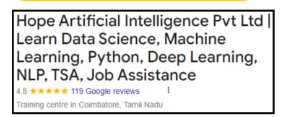 Hope Artificial Intelligence Pvt Ltd |
Learn Data Science, Machine
Learning, Python, Deep Learning,
NLP, TSA, Job Assistance
4.8 ★★★★★ 119 Google reviews ⋮
Training centre in Coimbatore, Tamil Nadu